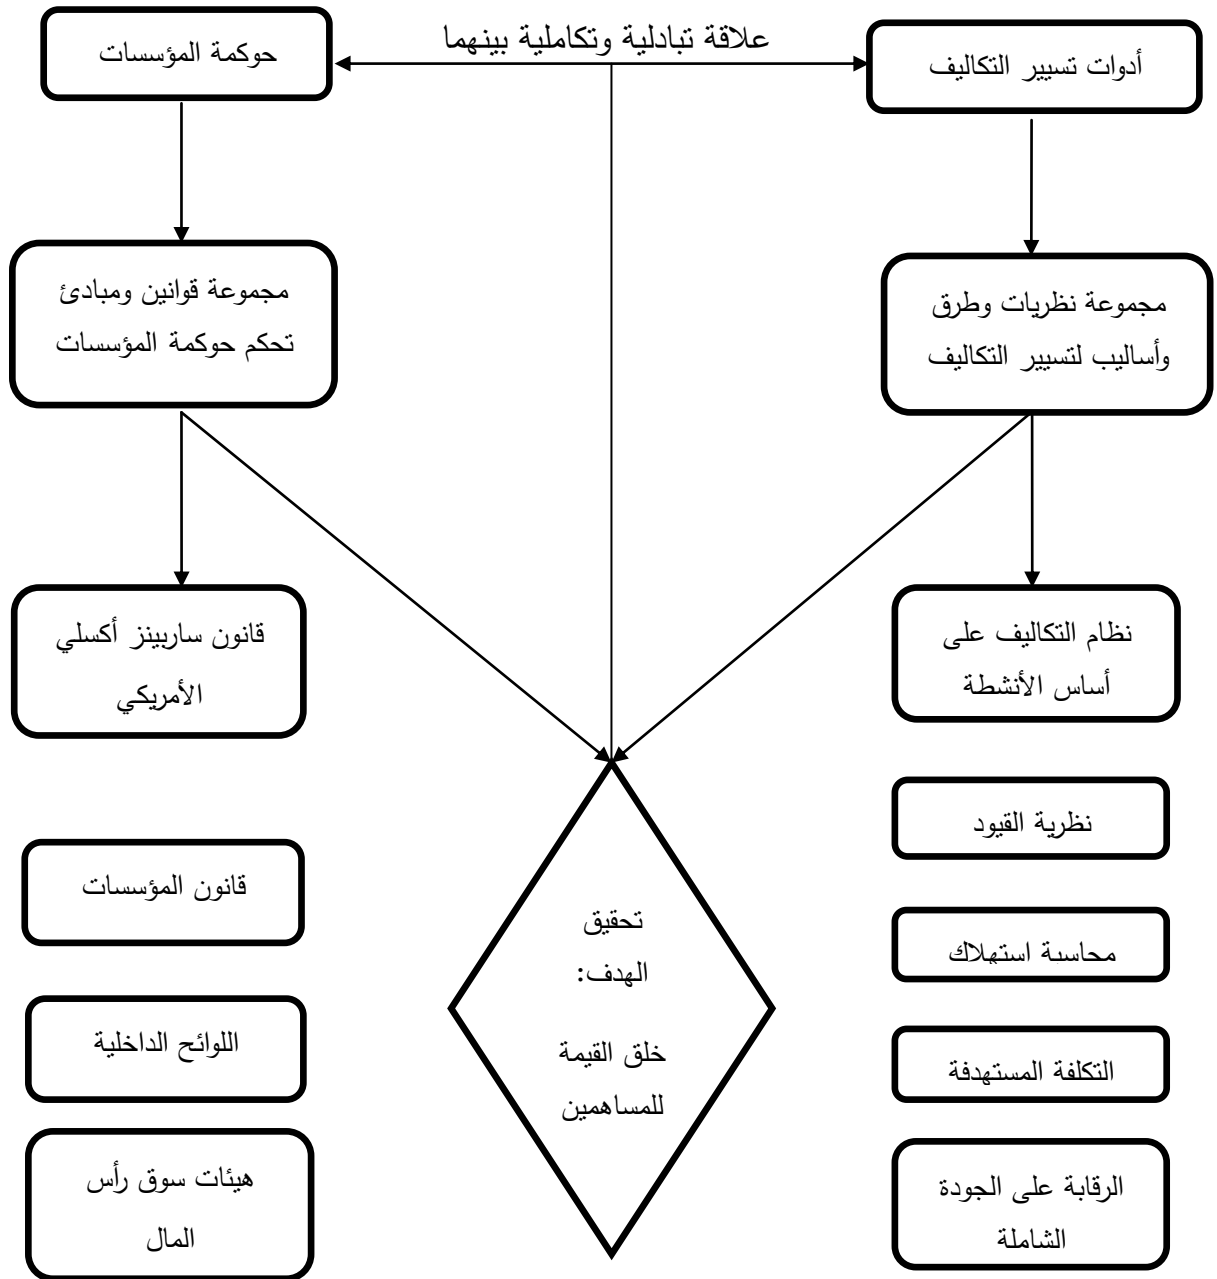 علاقة تبادلية وتكاملية بينهما
أدوات تسيير التكاليف
حوكمة المؤسسات
مجموعة نظريات وطرق
وأساليب لتسيير التكاليف
مجموعة قوانين ومبادئ
تحكم حوكمة المؤسسات
نظام التكاليف على
أساس الأنشطة
قانون ساربينز أكسلي
الأمريكي
نظرية القيود
قانون المؤسسات
محاسبة استهلاك
تحقيق
الهدف:
خلق القيمة
للمساهمين
التكلفة المستهدفة
اللوائح الداخلية
الرقابة على الجودة
الشاملة
هيئات سوق رأس
المال